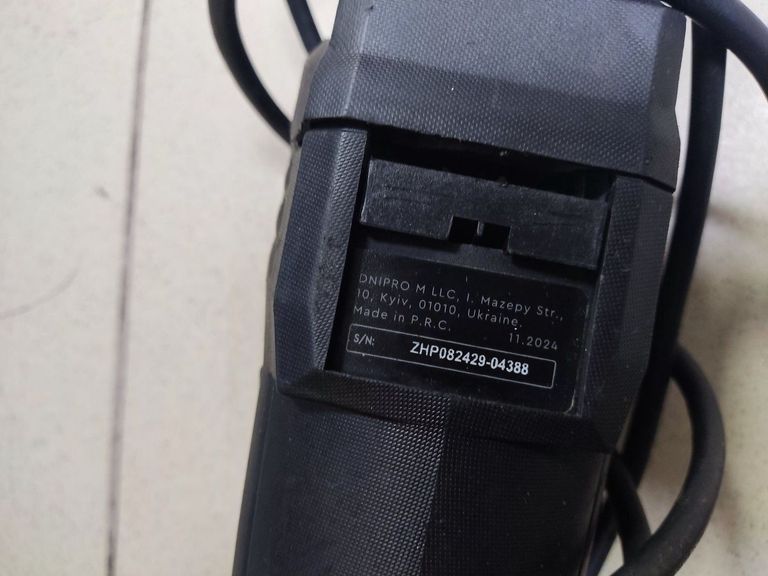 DNIPRO M LLC, I. Mazepy Str.,
10, Kyiv, 01010, Ukraine.
Made in P.R.C. 11.2024
S/N: ZHP082429-04388